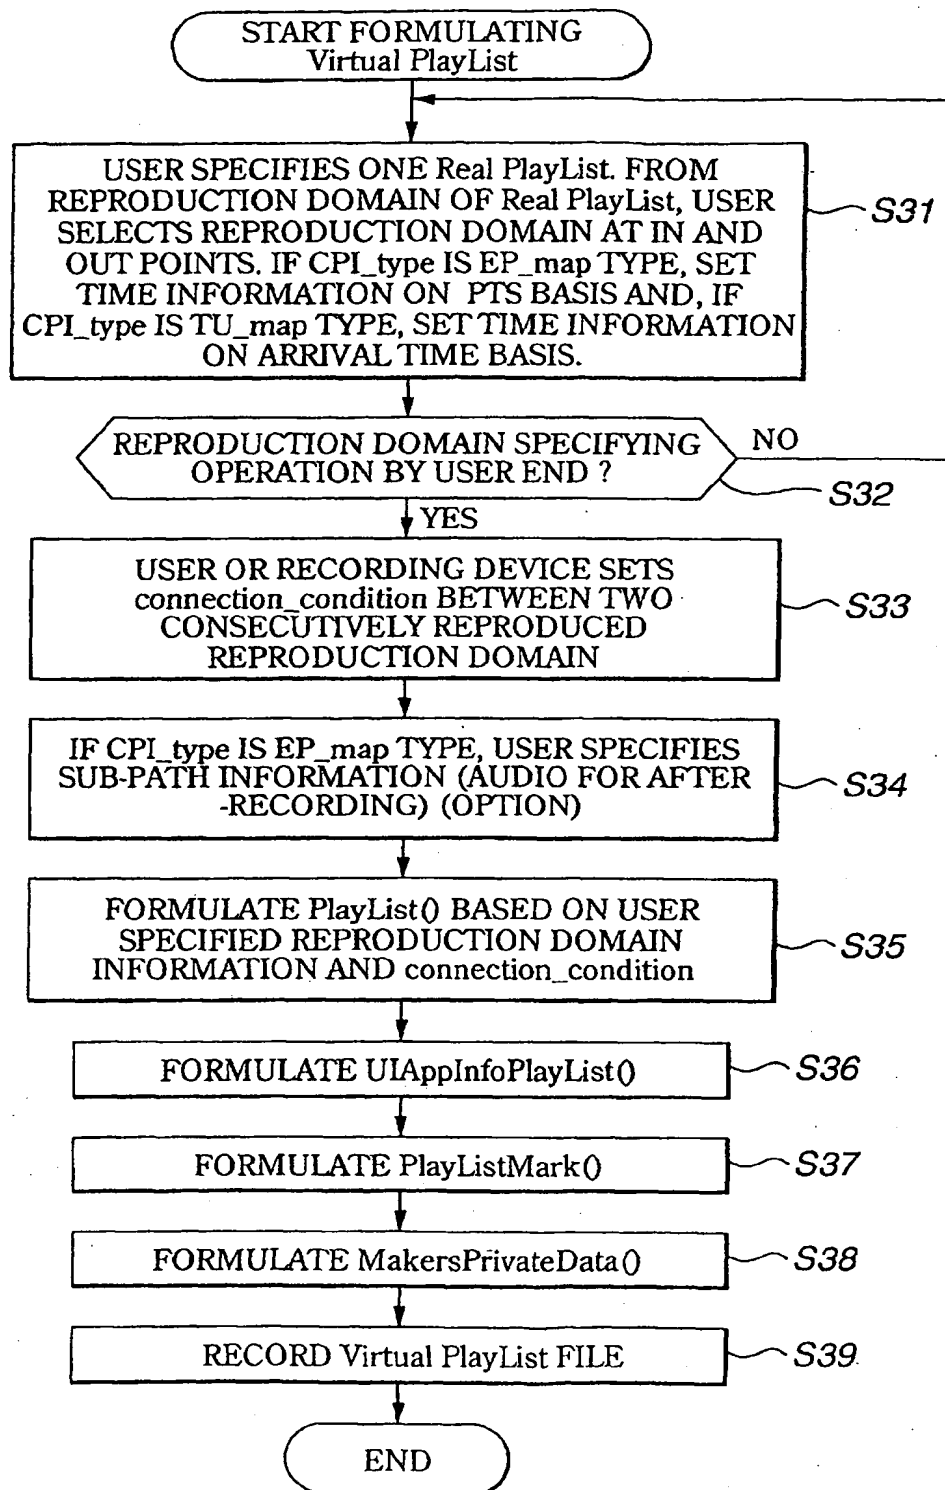 START FORMULATING
Virtual PlayList
USER SPECIFIES ONE Real PlayList. FROM
REPRODUCTION DOMAIN OF Real PlayList, USER
SELECTS REPRODUCTION DOMAIN AT IN AND
OUT POINTS. IF CPI_type IS EP_map TYPE, SET
TIME INFORMATION ON PTS BASIS AND, IF
CPI_type IS TU_map TYPE, SET TIME INFORMATION
ON ARRIVAL TIME BASIS.
S31
REPRODUCTION DOMAIN SPECIFYING
OPERATION BY USER END ?
NO
S32
YES
USER OR RECORDING DEVICE SETS
connection_condition BETWEEN TWO
CONSECUTIVELY REPRODUCED
REPRODUCTION DOMAIN
S33
IF CPI_type IS EP_map TYPE, USER SPECIFIES
SUB-PATH INFORMATION (AUDIO FOR AFTER
-RECORDING) (OPTION)
S34
FORMULATE PlayList() BASED ON USER
SPECIFIED REPRODUCTION DOMAIN
INFORMATION AND connection_condition
S35
FORMULATE UIAppInfoPlayList()
S36
FORMULATE PlayListMark()
S37
FORMULATE MakersPrivateData()
S38
RECORD Virtual PlayList FILE
S39
END